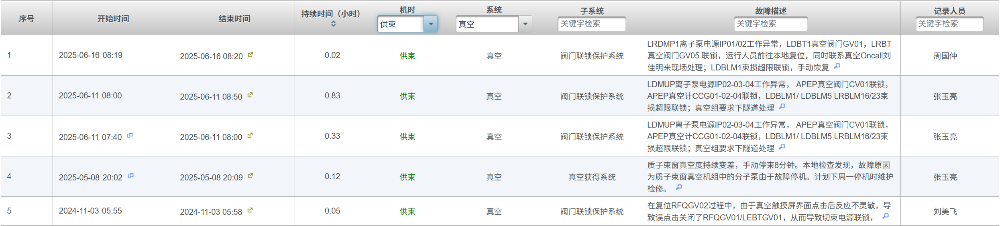 序号 开始时间 结束时间 持续时间（小时） 机时 系统 子系统 故障描述 记录人员
供束 真空 关键字检索 关键字检索 关键字检索
1 2025-06-16 08:19 2025-06-16 08:20 0.02 供束 真空 阀门联锁保护系统 LRDMP1离子泵电源IP01/02工作异常，LDBT1真空阀门GV01，LRBT
真空阀门GV05 联锁，运行人员前往本地复位，同时联系真空Oncall刘
佳明来现场处理；LDBLM1束损超限联锁，手动恢复
周国仲
2 2025-06-11 08:00 2025-06-11 08:50 0.83 供束 真空 阀门联锁保护系统 LDMUP离子泵电源IP02-03-04工作异常， APEP真空阀门CV01联锁，
APEP真空计CCG01-02-04联锁，LDBLM1/ LDBLM5 LRBLM16/23束
损超限联锁；真空组要求下隧道处理
张玉亮
3 2025-06-11 07:40 2025-06-11 08:00 0.33 供束 真空 阀门联锁保护系统 LDMUP离子泵电源IP02-03-04工作异常， APEP真空阀门CV01联锁，
APEP真空计CCG01-02-04联锁，LDBLM1/ LDBLM5 LRBLM16/23束
损超限联锁；真空组要求下隧道处理
张玉亮
4 2025-05-08 20:02 2025-05-08 20:09 0.12 供束 真空 真空获得系统 质子束窗真空度持续变差，手动停束8分钟。本地检查发现，故障原因
为质子束窗真空机组中的分子泵由于故障停机。计划下周一停机时维护
检修。
张玉亮
5 2024-11-03 05:55 2024-11-03 05:58 0.05 供束 真空 阀门联锁保护系统 在复位RFQGV02过程中，由于真空触摸屏界面点击后反应不灵敏，导
致误点击关闭了RFQGV01/LEBTGV01，从而导致切束电源联锁，
刘美飞